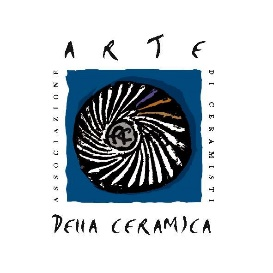 ARTE
ASSOCIAZIONE
DI CERAMISTI
DELLA CERAMICA